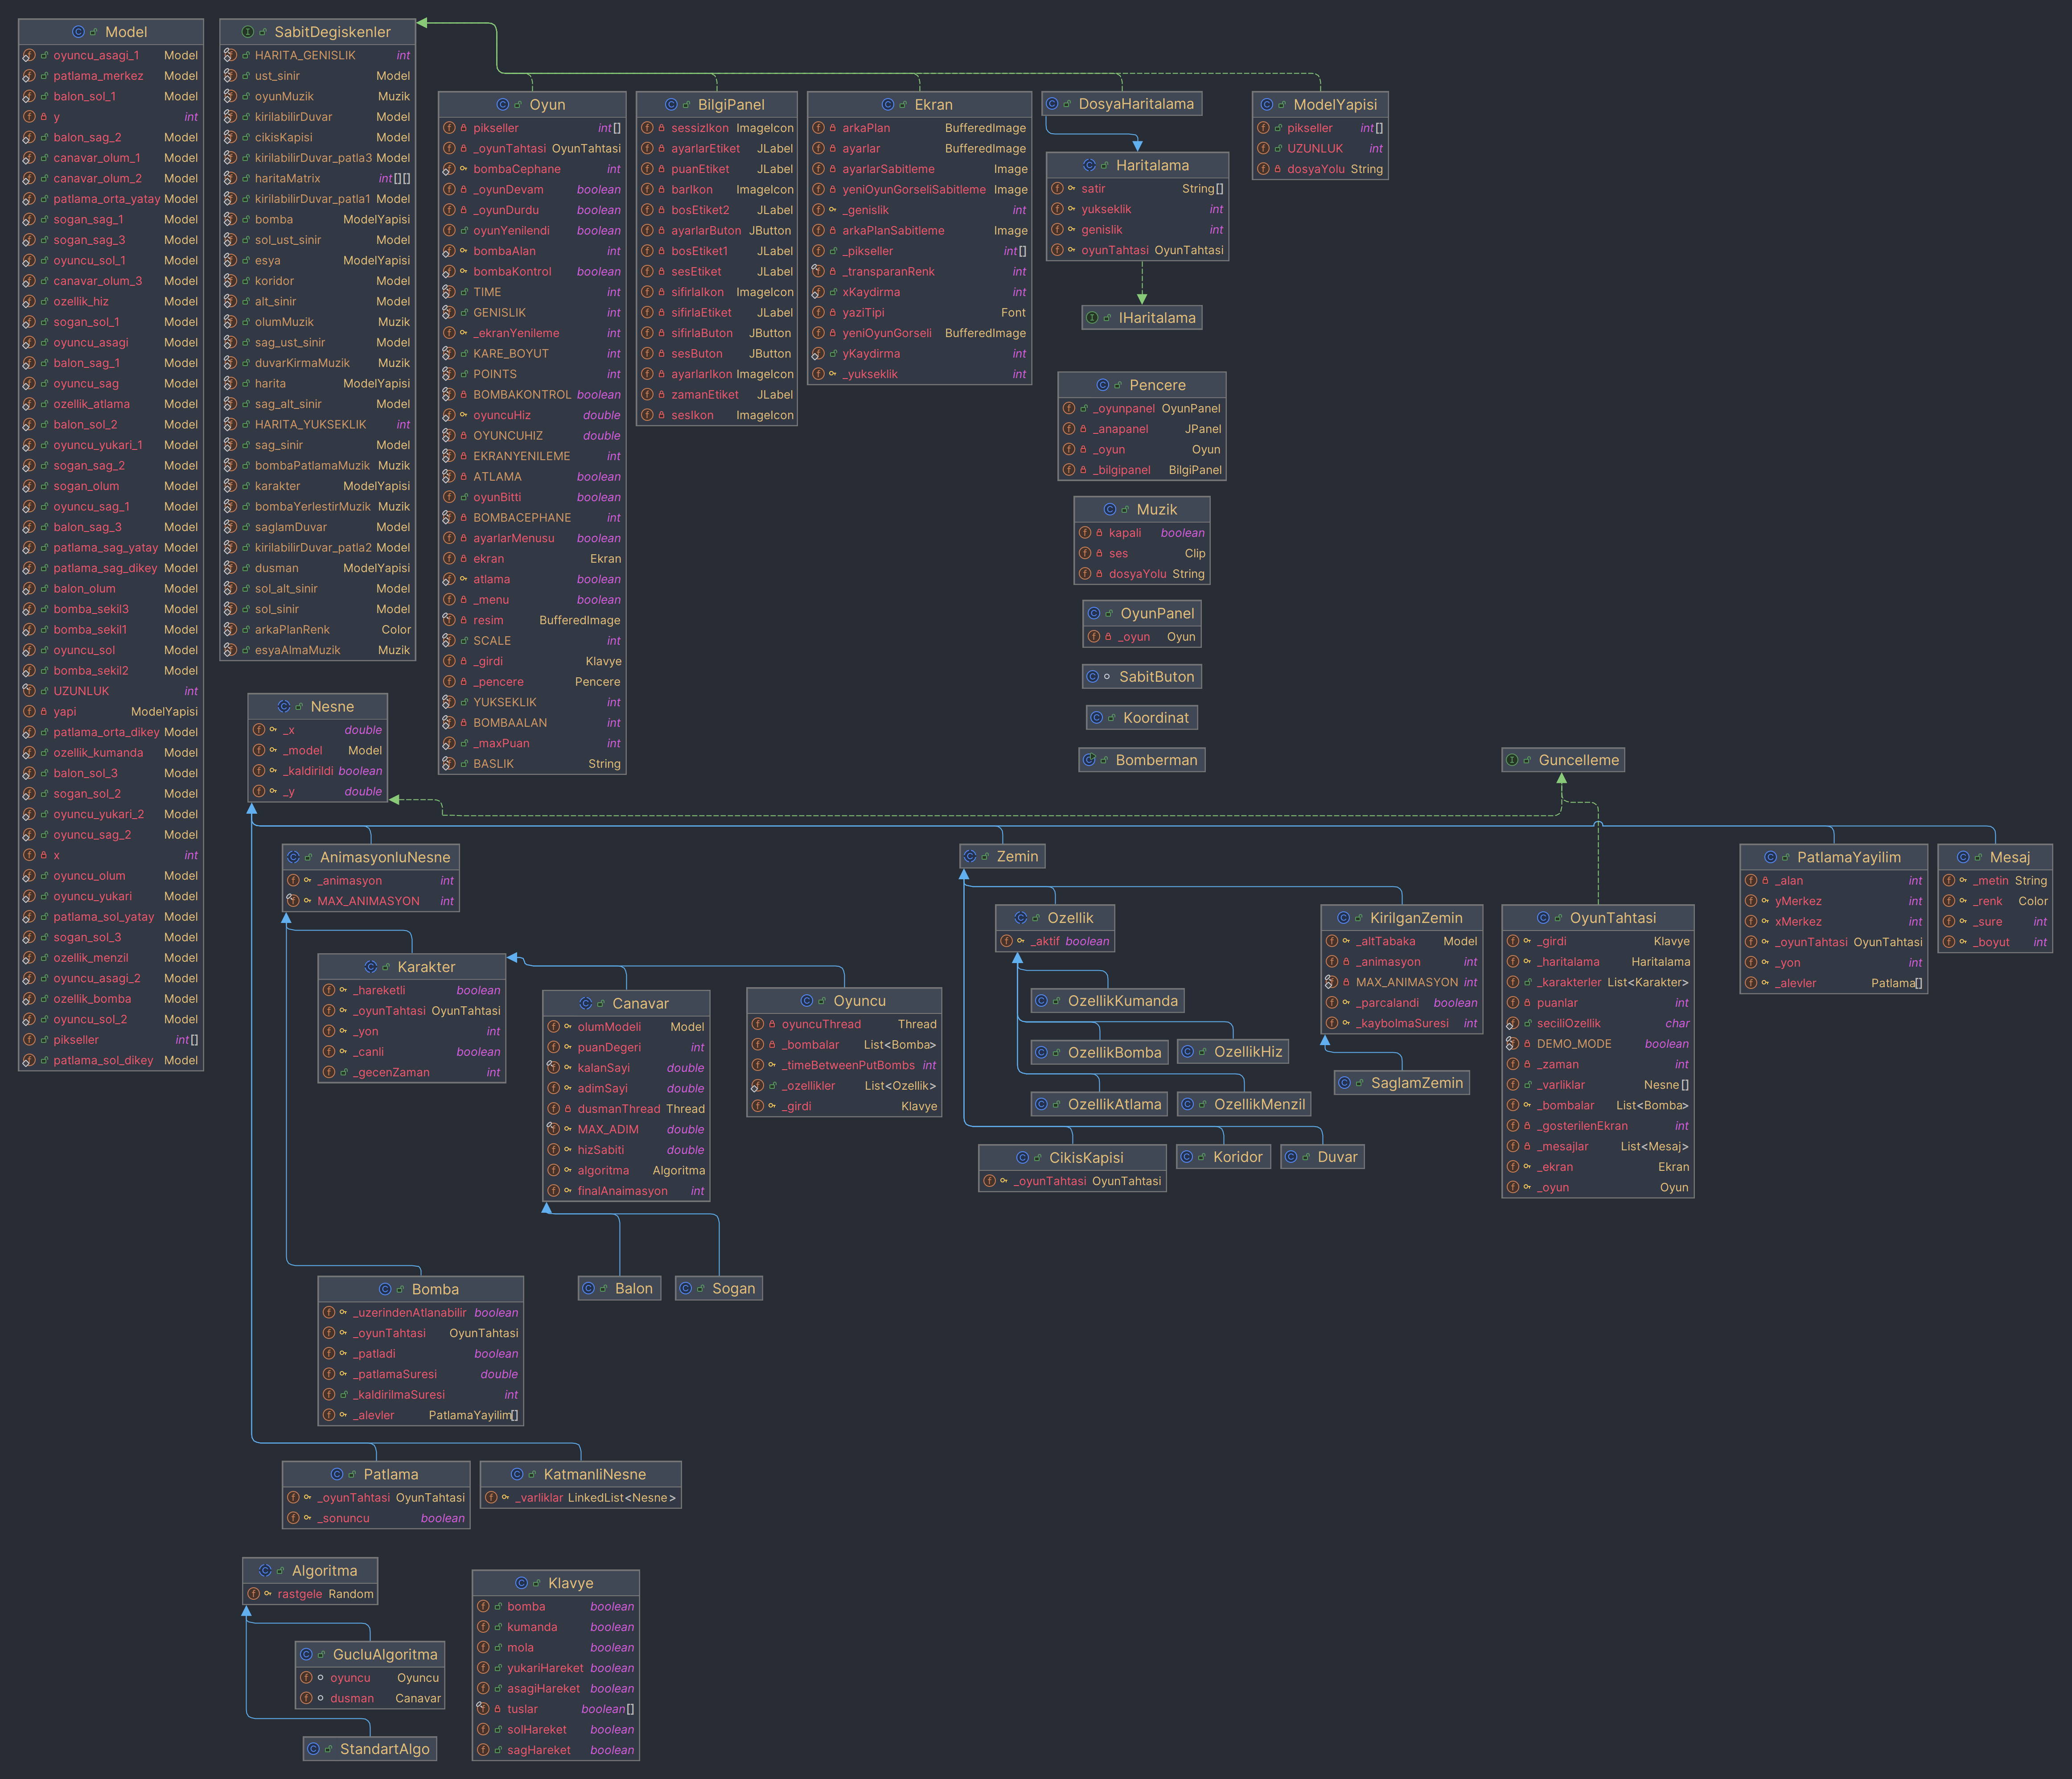 Model
oyuncu_asagi_1 Model
patlama_merkez Model
balon_sol_1 Model
y int
balon_sag_2 Model
canavar_olum_1 Model
canavar_olum_2 Model
patlama_orta_yatay Model
sogan_sag_1 Model
sogan_sag_3 Model
oyuncu_sol_1 Model
canavar_olum_3 Model
ozellik_hiz Model
sogan_sol_1 Model
oyuncu_asagi Model
balon_sag_1 Model
oyuncu_sag Model
ozellik_atlama Model
balon_sol_2 Model
oyuncu_yukari_1 Model
sogan_sag_2 Model
sogan_olum Model
oyuncu_sag_1 Model
balon_sag_3 Model
patlama_sag_yatay Model
patlama_sag_dikey Model
balon_olum Model
bomba_sekil3 Model
bomba_sekil1 Model
oyuncu_sol Model
bomba_sekil2 Model
UZUNLUK int
yapi ModelYapisi
patlama_orta_dikey Model
ozellik_kumanda Model
balon_sol_3 Model
sogan_sol_2 Model
oyuncu_yukari_2 Model
oyuncu_sag_2 Model
x int
oyuncu_olum Model
oyuncu_yukari Model
patlama_sol_yatay Model
sogan_sol_3 Model
ozellik_menzil Model
oyuncu_asagi_2 Model
ozellik_bomba Model
oyuncu_sol_2 Model
pikseller int[]
patlama_sol_dikey Model
SabitDegiskenler
HARITA_GENISLIK int
ust_sinir Model
oyunMuzik Muzik
kirilabilirDuvar Model
cikisKapisi Model
kirilabilirDuvar_patla3 Model
haritaMatrix int[][]
kirilabilirDuvar_patla1 Model
bomba ModelYapisi
sol_ust_sinir Model
esya ModelYapisi
koridor Model
alt_sinir Model
olumMuzik Muzik
sag_ust_sinir Model
duvarKirmaMuzik Muzik
harita ModelYapisi
sag_alt_sinir Model
HARITA_YUKSEKLIK int
sag_sinir Model
bombaPatlamaMuzik Muzik
karakter ModelYapisi
bombaYerlestirMuzik Muzik
saglamDuvar Model
kirilabilirDuvar_patla2 Model
dusman ModelYapisi
sol_alt_sinir Model
sol_sinir Model
arkaPlanRenk Color
esyaAlmaMuzik Muzik
Oyun
pikseller int[]
_oyunTahtasi OyunTahtasi
bombaCephane int
_oyunDevam boolean
_oyunDurdu boolean
oyunYenilendi boolean
bombaAlan int
bombaKontrol boolean
TIME int
GENISLIK int
_ekranYenileme int
KARE_BOYUT int
POINTS int
BOMBAKONTROL boolean
oyuncuHiz double
OYUNCUHIZ double
EKRANYENILEME int
ATLAMA boolean
oyunBitti boolean
BOMBACEPHANE int
ayarlarMenusu boolean
ekran Ekran
atlama boolean
_menu boolean
resim BufferedImage
SCALE int
_girdi Klavye
_pencere Pencere
YUKSEKLIK int
BOMBAALAN int
_maxPuan int
BASLIK String
BilgiPanel
sessizIkon ImageIcon
ayarlarEtiket JLabel
puanEtiket JLabel
barIkon ImageIcon
bosEtiket2 JLabel
ayarlarButon JButton
bosEtiket1 JLabel
sesEtiket JLabel
sifirlaIkon ImageIcon
sifirlaEtiket JLabel
sifirlaButon JButton
sesButon JButton
ayarlarIkon ImageIcon
zamanEtiket JLabel
sesIkon ImageIcon
Ekran
arkaPlan BufferedImage
ayarlar BufferedImage
ayarlarSabitleme Image
yeniOyunGorseliSabitleme Image
_genislik int
arkaPlanSabitleme Image
_pikseller int[]
_transparanRenk int
xKaydirma int
yaziTipi Font
yeniOyunGorseli BufferedImage
yKaydirma int
_yukseklik int
DosyaHaritalama
Haritalama
satir String[]
yukseklik int
genislik int
oyunTahtasi OyunTahtasi
IHaritalama
ModelYapisi
pikseller int[]
UZUNLUK int
dosyaYolu String
Pencere
_oyunpanel OyunPanel
_anapanel JPanel
_oyun Oyun
_bilgipanel BilgiPanel
Muzik
kapali boolean
ses Clip
dosyaYolu String
OyunPanel
_oyun Oyun
SabitButon
Koordinat
Bomberman
Guncelleme
Nesne
_x double
_model Model
_kaldirildi boolean
_y double
AnimasyonluNesne
_animasyon int
MAX_ANIMASYON int
Zemin
PatlamaYayilim
_alan int
yMerkez int
xMerkez int
_oyunTahtasi OyunTahtasi
_yon int
_alevler Patlama[]
Mesaj
_metin String
_renk Color
_sure int
_boyut int
Ozellik
_aktif boolean
KirilganZemin
_altTabaka Model
_animasyon int
MAX_ANIMASYON int
_parcalandi boolean
_kaybolmaSuresi int
OyunTahtasi
_girdi Klavye
_haritalama Haritalama
_karakterler List<Karakter>
puanlar int
seciliOzellik char
DEMO_MODE boolean
_zaman int
_varliklar Nesne[]
_bombalar List<Bomba>
_gosterilenEkran int
_mesajlar List<Mesaj>
_ekran Ekran
_oyun Oyun
Karakter
_hareketli boolean
_oyunTahtasi OyunTahtasi
_yon int
_canli boolean
_gecenZaman int
Canavar
olumModeli Model
puanDegeri int
kalanSayi double
adimSayi double
dusmanThread Thread
MAX_ADIM double
hizSabiti double
algoritma Algoritma
finalAnaimasyon int
Oyuncu
oyuncuThread Thread
_bombalar List<Bomba>
_timeBetweenPutBombs int
_ozellikler List<Ozellik>
_girdi Klavye
OzellikKumanda
OzellikBomba
OzellikHiz
OzellikAtlama
OzellikMenzil
SaglamZemin
CikisKapisi
_oyunTahtasi OyunTahtasi
Koridor
Duvar
Bomba
_uzerindenAtlanabilir boolean
_oyunTahtasi OyunTahtasi
_patladi boolean
_patlamaSuresi double
_kaldirilmaSuresi int
_alevler PatlamaYayilim[]
Balon
Sogan
Patlama
_oyunTahtasi OyunTahtasi
_sonuncu boolean
KatmanliNesne
_varliklar LinkedList<Nesne>
Algoritma
rastgele Random
GucluAlgoritma
oyuncu Oyuncu
dusman Canavar
StandartAlgo
Klavye
bomba boolean
kumanda boolean
mola boolean
yukariHareket boolean
asagiHareket boolean
tuslar boolean[]
solHareket boolean
sagHareket boolean